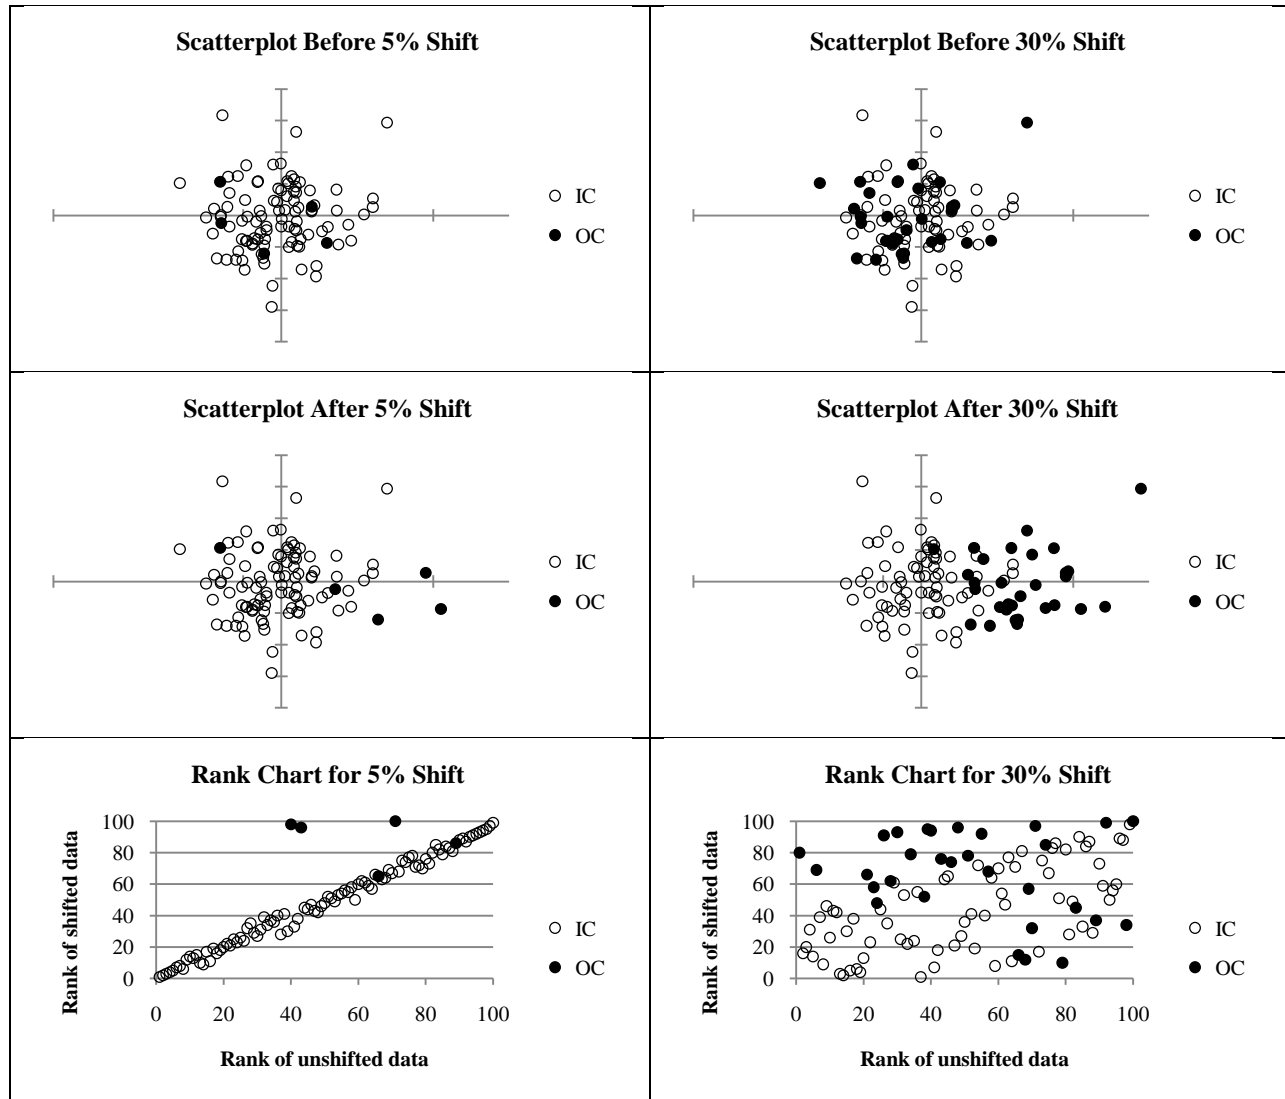 Scatterplot Before 5% Shift
IC
OC
Scatterplot Before 30% Shift
IC
OC
Scatterplot After 5% Shift
IC
OC
Scatterplot After 30% Shift
IC
OC
Rank Chart for 5% Shift
Rank of shifted data
100
80
60
40
20
0
0 20 40 60 80 100
Rank of unshifted data
IC
OC
Rank Chart for 30% Shift
Rank of shifted data
100
80
60
40
20
0
0 20 40 60 80 100
Rank of unshifted data
IC
OC